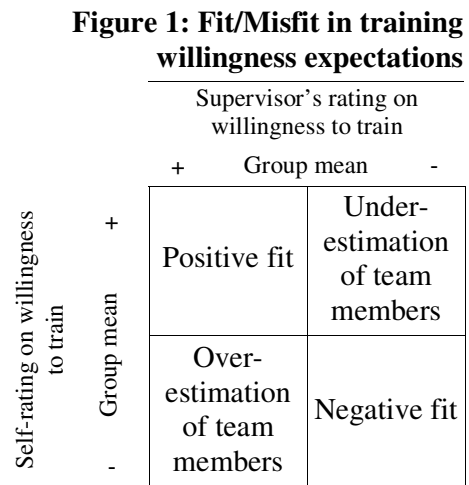 Figure 1: Fit/Misfit in training
willingness expectations
Supervisor's rating on
willingness to train
+ Group mean -
Self-rating on willingness
to train
+
Group mean
-
Positive fit
Under-
estimation
of team
members
Over-
estimation
of team
members
Negative fit